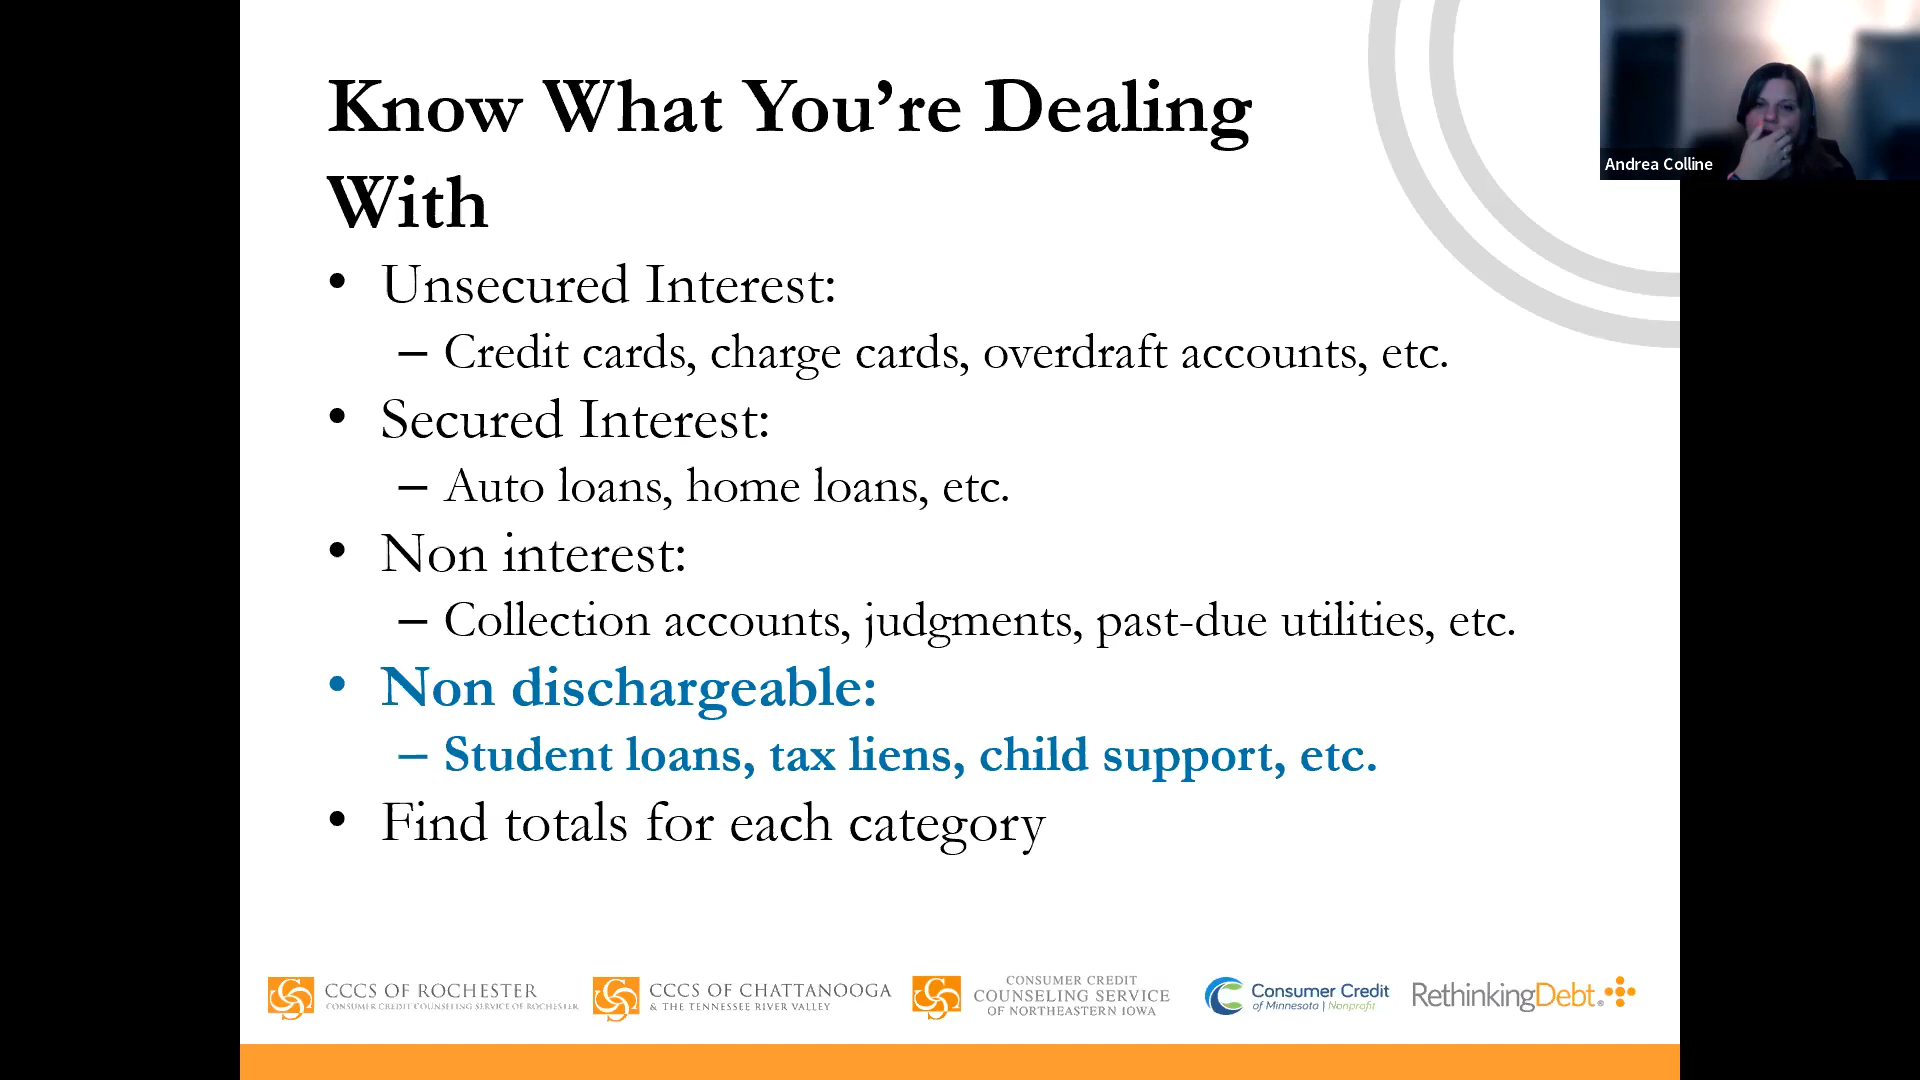 Know What You’re Dealing
With
• Unsecured Interest:
– Credit cards, charge cards, overdraft accounts, etc.
• Secured Interest:
– Auto loans, home loans, etc.
• Non interest:
– Collection accounts, judgments, past-due utilities, etc.
• Non dischargeable:
– Student loans, tax liens, child support, etc.
• Find totals for each category
Andrea Colline
CCCS OF ROCHESTER
CONSUMER CREDIT COUNSELING SERVICE OF ROCHESTER
CCCS OF CHATTANOOGA
& THE TENNESSEE RIVER VALLEY
CONSUMER CREDIT
COUNSELING SERVICE
OF NORTHEASTERN IOWA
Consumer Credit
of Minnesota | Nonprofit
RethinkingDebt®